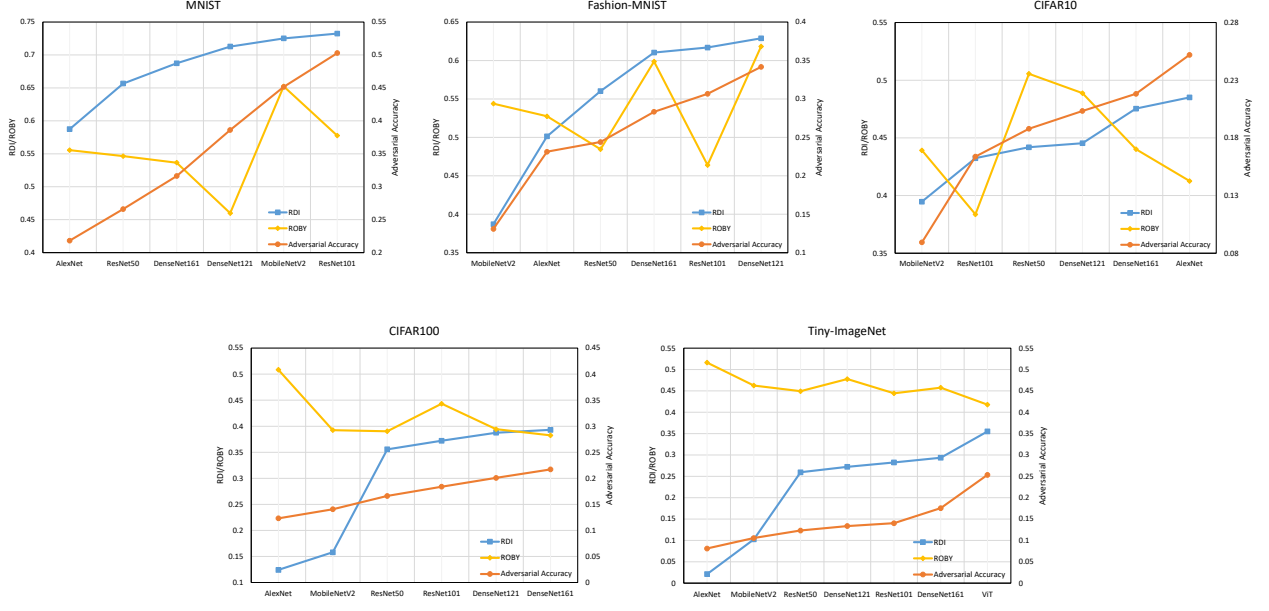 MNIST
0.75
0.7
0.65
0.6
0.55
0.5
0.45
0.4
RDI/ROBY
0.55
0.5
0.45
0.4
0.35
0.3
0.25
0.2
Adversarial Accuracy
RDI
ROBY
Adversarial Accuracy
AlexNet ResNet50 DenseNet161 DenseNet121 MobileNetV2 ResNet101
Fashion-MNIST
0.65
0.6
0.55
0.5
0.45
0.4
0.35
RDI/ROBY
0.4
0.35
0.3
0.25
0.2
0.15
0.1
Adversarial Accuracy
RDI
ROBY
Adversarial Accuracy
MobileNetV2 AlexNet ResNet50 DenseNet161 ResNet101 DenseNet121
CIFAR10
0.55
0.5
0.45
0.4
0.35
RDI/ROBY
0.28
0.23
0.18
0.13
0.08
Adversarial Accuracy
RDI
ROBY
Adversarial Accuracy
MobileNetV2 ResNet101 ResNet50 DenseNet121 DenseNet161 AlexNet
CIFAR100
0.55
0.5
0.45
0.4
0.35
0.3
0.25
0.2
0.15
0.1
RDI/ROBY
0.45
0.4
0.35
0.3
0.25
0.2
0.15
0.1
0.05
0
Adversarial Accuracy
RDI
ROBY
Adversarial Accuracy
AlexNet MobileNetV2 ResNet50 ResNet101 DenseNet121 DenseNet161
Tiny-ImageNet
0.55
0.5
0.45
0.4
0.35
0.3
0.25
0.2
0.15
0.1
0.05
0
RDI/ROBY
0.55
0.5
0.45
0.4
0.35
0.3
0.25
0.2
0.15
0.1
0.05
0
Adversarial Accuracy
RDI
ROBY
Adversarial Accuracy
AlexNet MobileNetV2 ResNet50 DenseNet121 ResNet101 DenseNet161 ViT